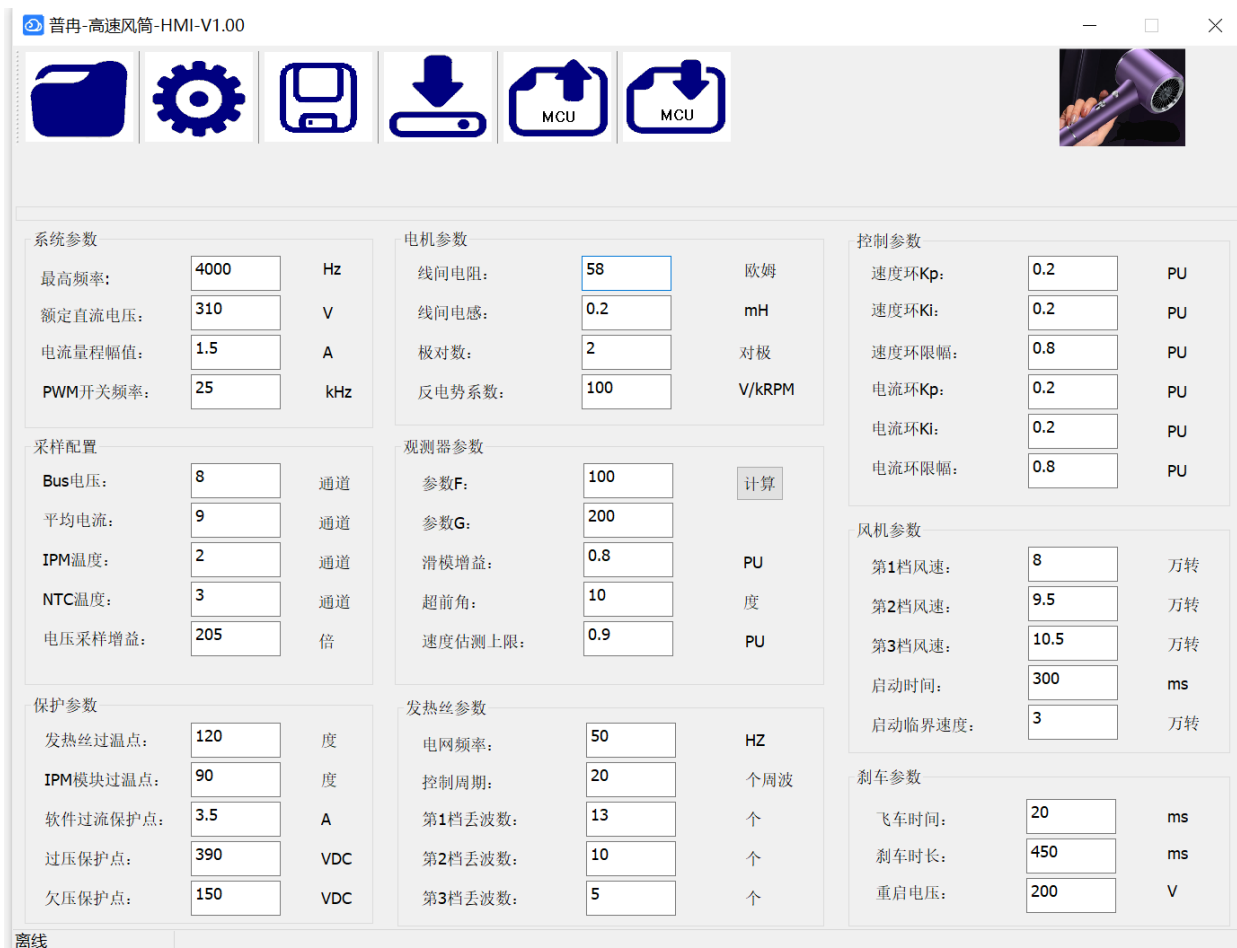 普冉-高速风筒-HMI-V1.00
MCU
MCU
系统参数
最高频率: 4000 Hz
额定直流电压: 310 V
电流量程幅值: 1.5 A
PWM开关频率: 25 kHz
采样配置
Bus电压: 8 通道
平均电流: 9 通道
IPM温度: 2 通道
NTC温度: 3 通道
电压采样增益: 205 倍
保护参数
发热丝过温点: 120 度
IPM模块过温点: 90 度
软件过流保护点: 3.5 A
过压保护点: 390 VDC
欠压保护点: 150 VDC
电机参数
线间电阻: 58 欧姆
线间电感: 0.2 mH
极对数: 2 对极
反电势系数: 100 V/kRPM
观测器参数
参数F: 100 计算
参数G: 200
滑模增益: 0.8 PU
超前角: 10 度
速度估测上限: 0.9 PU
发热丝参数
电网频率: 50 HZ
控制周期: 20 个周波
第1档丢波数: 13 个
第2档丢波数: 10 个
第3档丢波数: 5 个
控制参数
速度环Kp: 0.2 PU
速度环Ki: 0.2 PU
速度环限幅: 0.8 PU
电流环Kp: 0.2 PU
电流环Ki: 0.2 PU
电流环限幅: 0.8 PU
风机参数
第1档风速: 8 万转
第2档风速: 9.5 万转
第3档风速: 10.5 万转
启动时间: 300 ms
启动临界速度: 3 万转
刹车参数
飞车时间: 20 ms
刹车时长: 450 ms
重启电压: 200 V
离线